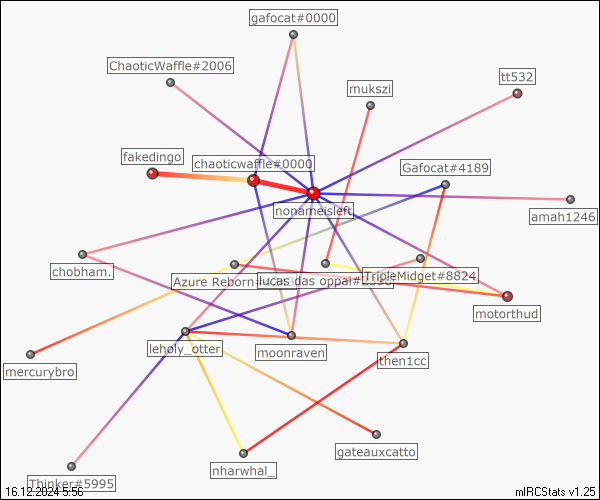 gafocat#0000
ChaoticWaffle#2006
tt532
mukszi
fakedingo
chaoticwaffle#0000
Gafocat#4189
nonameisleft
amah1246
chobham.
TripleMidget#8824
Azure Reborn
lucas das oppai
motorthud
leholy_otter
moonraven
then1cc
mercurybro
gateauxcatto
nharwhal_
Thinker#5995
16.12.2024 5:56
mIRCStats v1.25